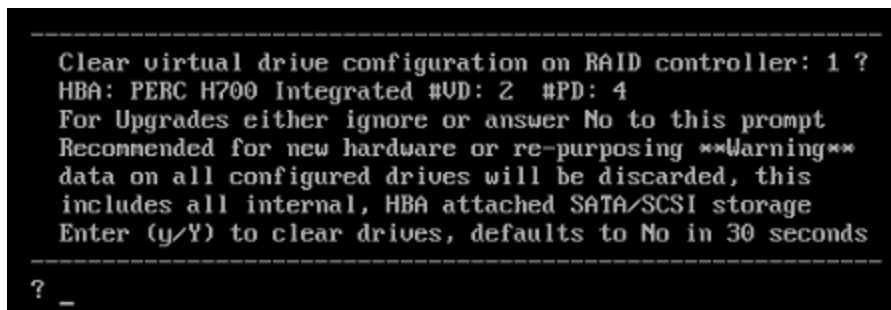 Clear virtual drive configuration on RAID controller: 1 ?
HBA: PERC H700 Integrated #VD: 2  #PD: 4
For Upgrades either ignore or answer No to this prompt
Recommended for new hardware or re-purposing **Warning**
data on all configured drives will be discarded, this
includes all internal, HBA attached SATA/SCSI storage
Enter (y/Y) to clear drives, defaults to No in 30 seconds
? _